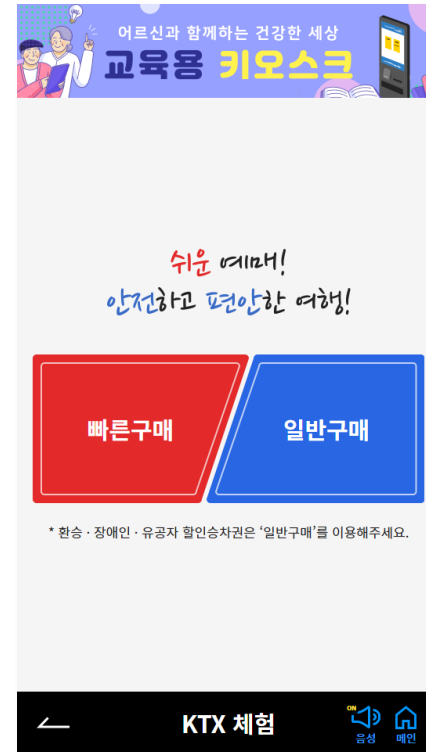 어르신과 함께하는 건강한 세상
교육용 키오스크
쉬운 예매!
안전하고 편안한 여행!
빠른구매
일반구매
* 환승 · 장애인 · 유공자 할인승차권은 ‘일반구매’를 이용해주세요.
KTX 체험
ON
음성
메인